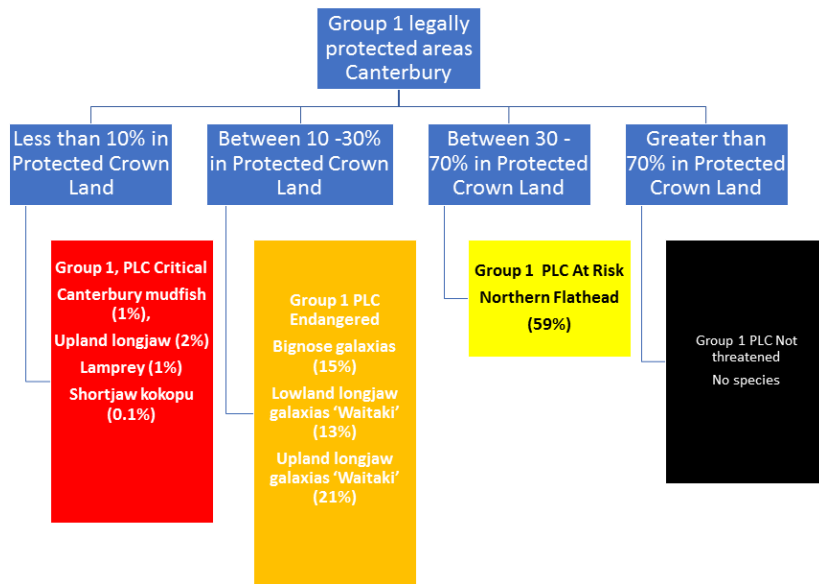 Group 1 legally
protected areas
Canterbury
Less than 10% in
Protected Crown
Land
Between 10 -30%
in Protected Crown
Land
Between 30 -
70% in Protected
Crown Land
Greater than
70% in Protected
Crown Land
Group 1, PLC Critical
Canterbury mudfish
(1%),
Upland longjaw (2%)
Lamprey (1%)
Shortjaw kokopu
(0.1%)
Group 1 PLC
Endangered
Bignose galaxias
(15%)
Lowland longjaw
galaxias ‘Waitaki’
(13%)
Upland longjaw
galaxias ‘Waitaki’
(21%)
Group 1  PLC At Risk
Northern Flathead
(59%)
Group 1 PLC Not
threatened
No species